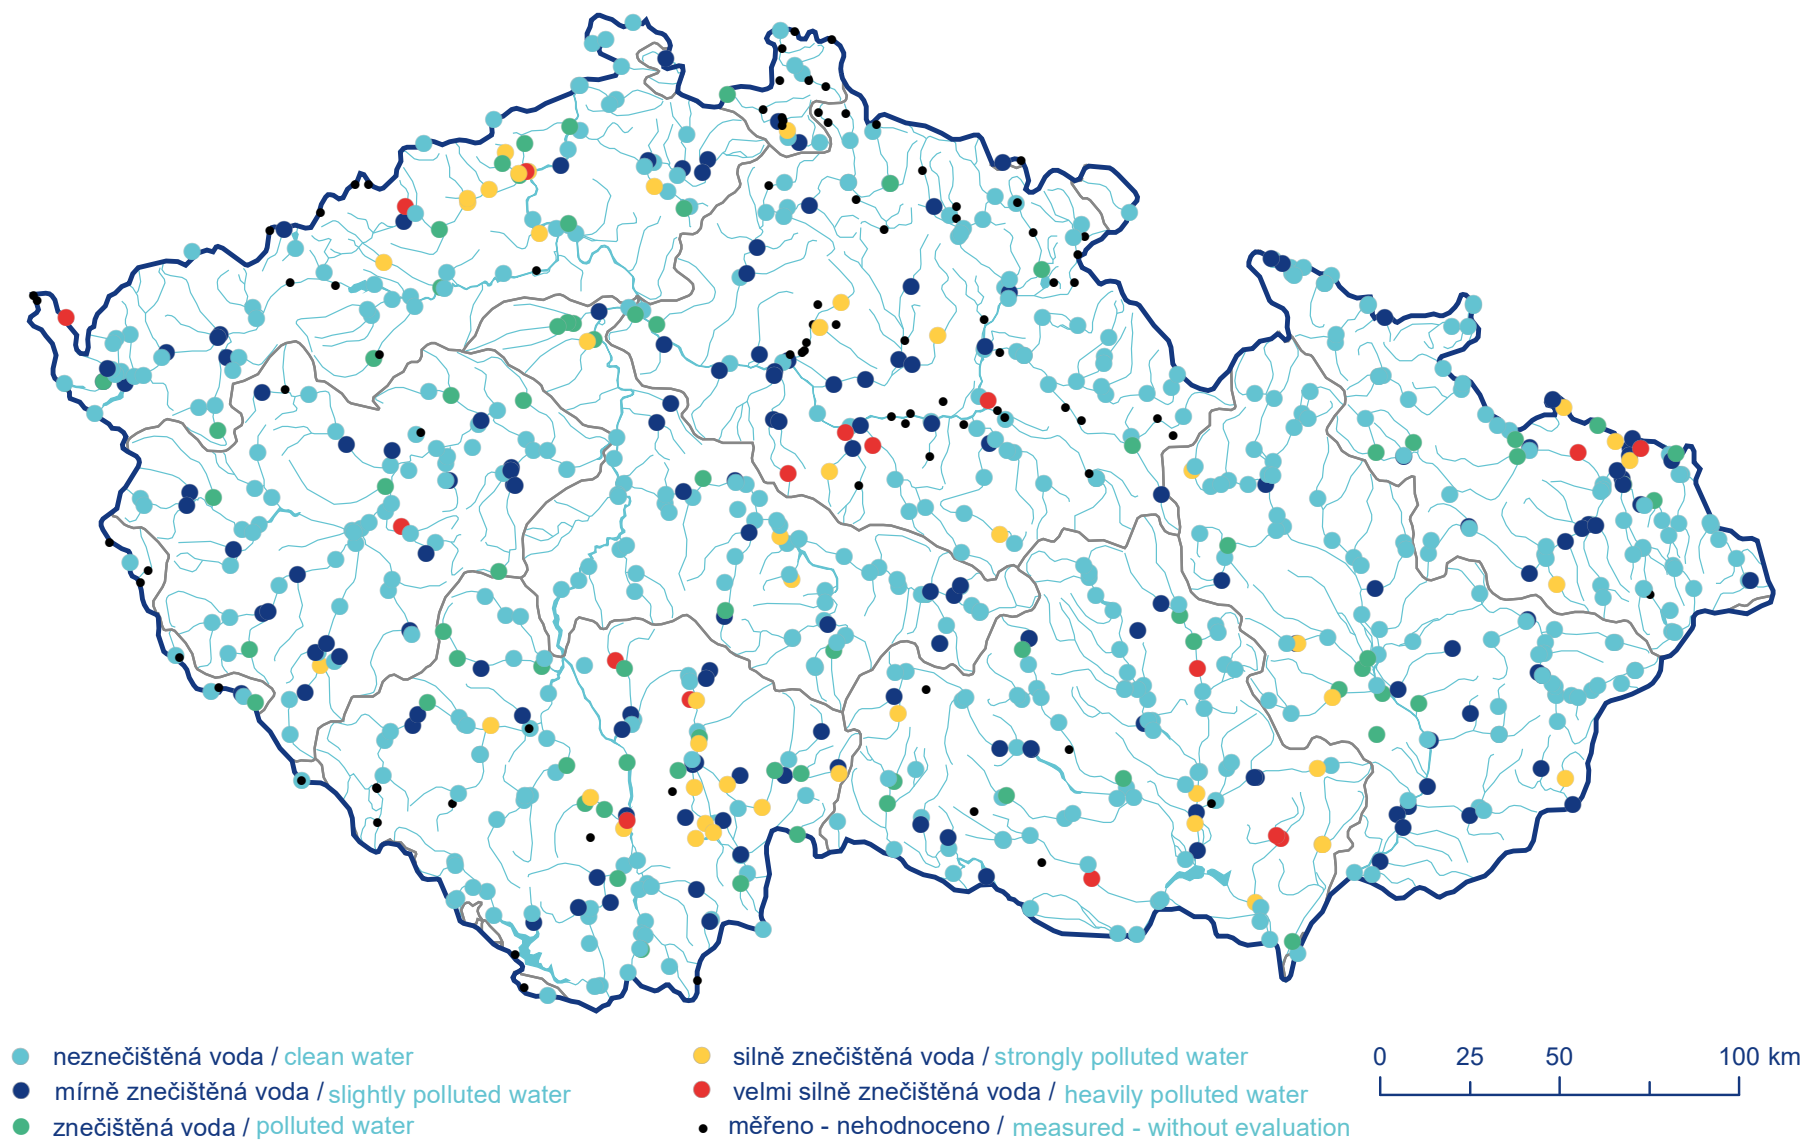 neznečištěná voda / clean water
mírně znečištěná voda / slightly polluted water
znečištěná voda / polluted water
silně znečištěná voda / strongly polluted water
velmi silně znečištěná voda / heavily polluted water
měřeno - nehodnoceno / measured - without evaluation
0 25 50 100 km